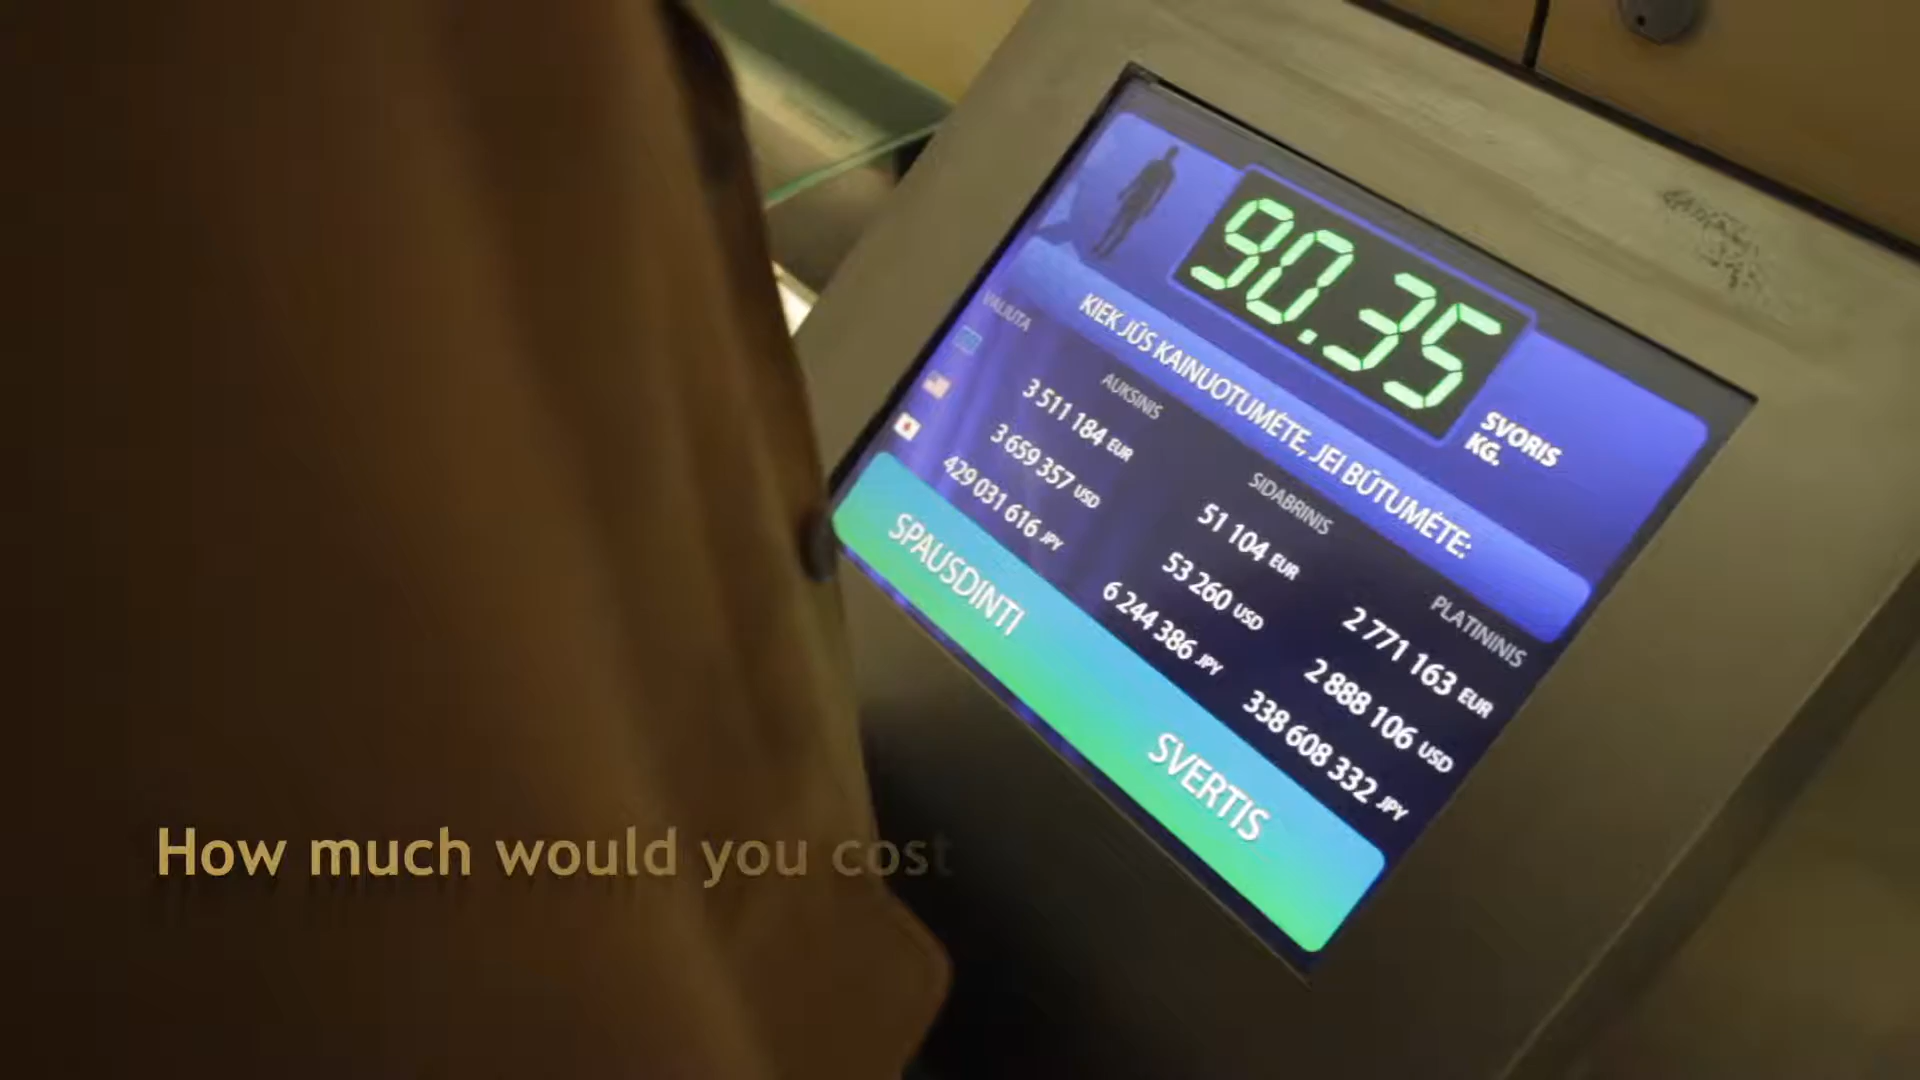 90.35
SVORIS
KG.
KIEK JŪS KAINUOTUMĖTE, JEI BŪTUMĖTE:
VALIUTA AUKSINIS SIDABRINIS PLATININIS
3 511 184 EUR 51 104 EUR 2 771 163 EUR
3 659 357 USD 53 260 USD 2 888 106 USD
429 031 616 JPY 6 244 386 JPY 338 608 332 JPY
SPAUSDINTI SVERTIS
How much would you cost